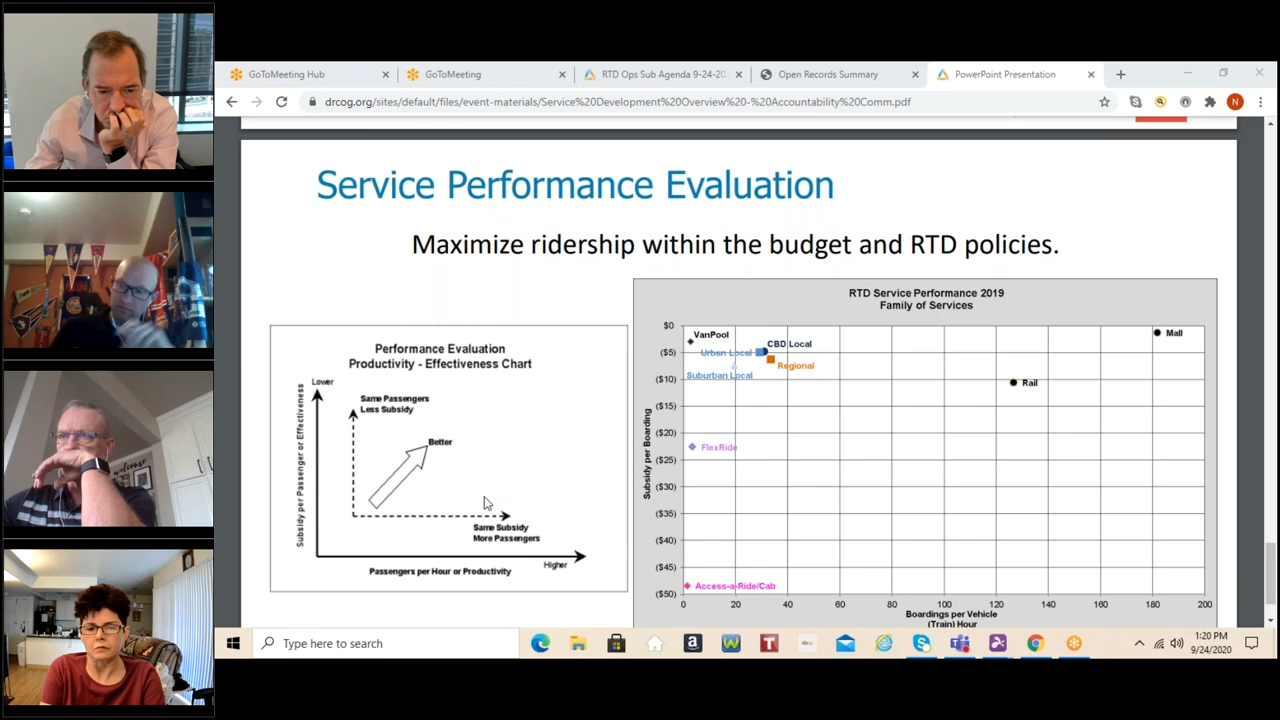 GoToMeeting Hub
GoToMeeting
RTD Ops Sub Agenda 9-24-20
Open Records Summary
PowerPoint Presentation
drcog.org/sites/default/files/event-materials/Service%20Development%20Overview%20-%20Accountability%20Comm.pdf
N
Service Performance Evaluation
Maximize ridership within the budget and RTD policies.
Performance Evaluation
Productivity - Effectiveness Chart
Lower
Subsidy per Passenger or Effectiveness
Same Passengers
Less Subsidy
Better
Same Subsidy
More Passengers
Higher
Passengers per Hour or Productivity
RTD Service Performance 2019
Family of Services
Subsidy per Boarding
$0
($5)
($10)
($15)
($20)
($25)
($30)
($35)
($40)
($45)
($50)
VanPool
CBD Local
Urban Local
Regional
Suburban Local
Mall
Rail
FlexRide
Access-a-Ride/Cab
0 20 40 60 80 100 120 140 160 180 200
Boardings per Vehicle
(Train) Hour
Type here to search
1:20 PM
9/24/2020
welcome